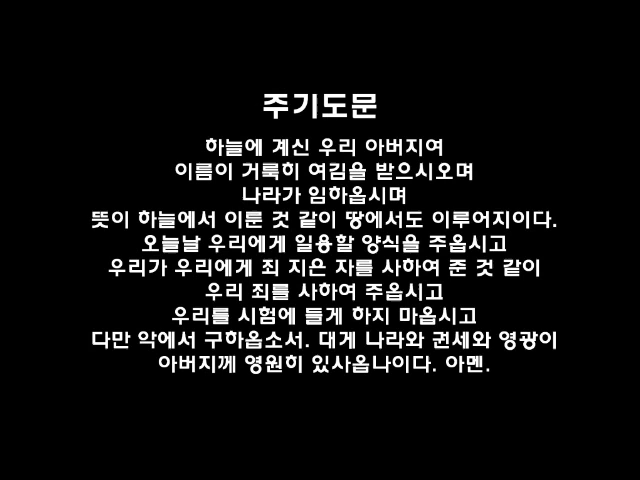 주기도문
하늘에 계신 우리 아버지여
이름이 거룩히 여김을 받으시오며
나라가 임하옵시며
뜻이 하늘에서 이룬 것 같이 땅에서도 이루어지이다.
오늘날 우리에게 일용할 양식을 주옵시고
우리가 우리에게 죄 지은 자를 사하여 준 것 같이
우리 죄를 사하여 주옵시고
우리를 시험에 들게 하지 마옵시고
다만 악에서 구하옵소서. 대게 나라와 권세와 영광이
아버지께 영원히 있사옵나이다. 아멘.